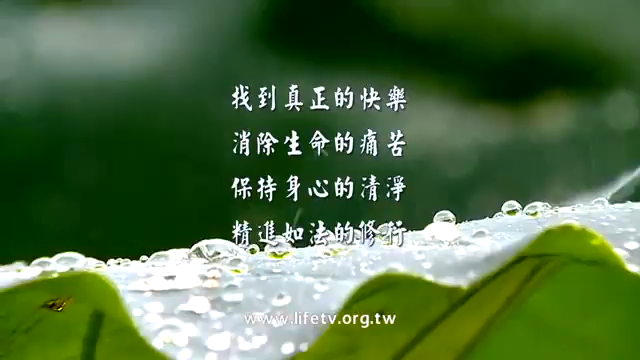 找到真正的快樂
消除生命的痛苦
保持身心的清淨
精進如法的修行
www.lifetv.org.tw